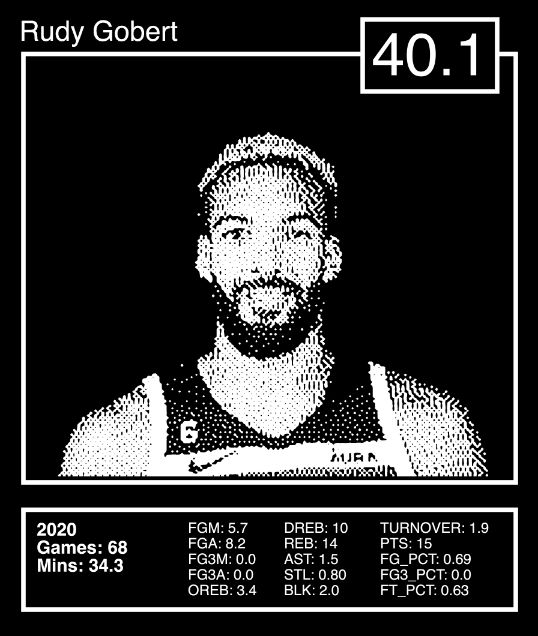 Rudy Gobert
40.1
6
2020
Games: 68
Mins: 34.3
FGM: 5.7
FGA: 8.2
FG3M: 0.0
FG3A: 0.0
OREB: 3.4
DREB: 10
REB: 14
AST: 1.5
STL: 0.80
BLK: 2.0
TURNOVER: 1.9
PTS: 15
FG_PCT: 0.69
FG3_PCT: 0.0
FT_PCT: 0.63